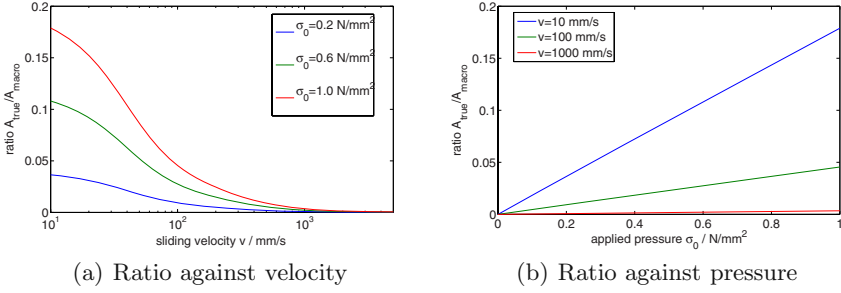 0.2
0.15
0.1
0.05
0
ratio A_true/A_macro
σ₀=0.2 N/mm²
σ₀=0.6 N/mm²
σ₀=1.0 N/mm²
10¹ 10² 10³
sliding velocity v / mm/s
(a) Ratio against velocity
0.2
0.15
0.1
0.05
0
ratio A_true/A_macro
v=10 mm/s
v=100 mm/s
v=1000 mm/s
0 0.2 0.4 0.6 0.8 1
applied pressure σ₀ / N/mm²
(b) Ratio against pressure